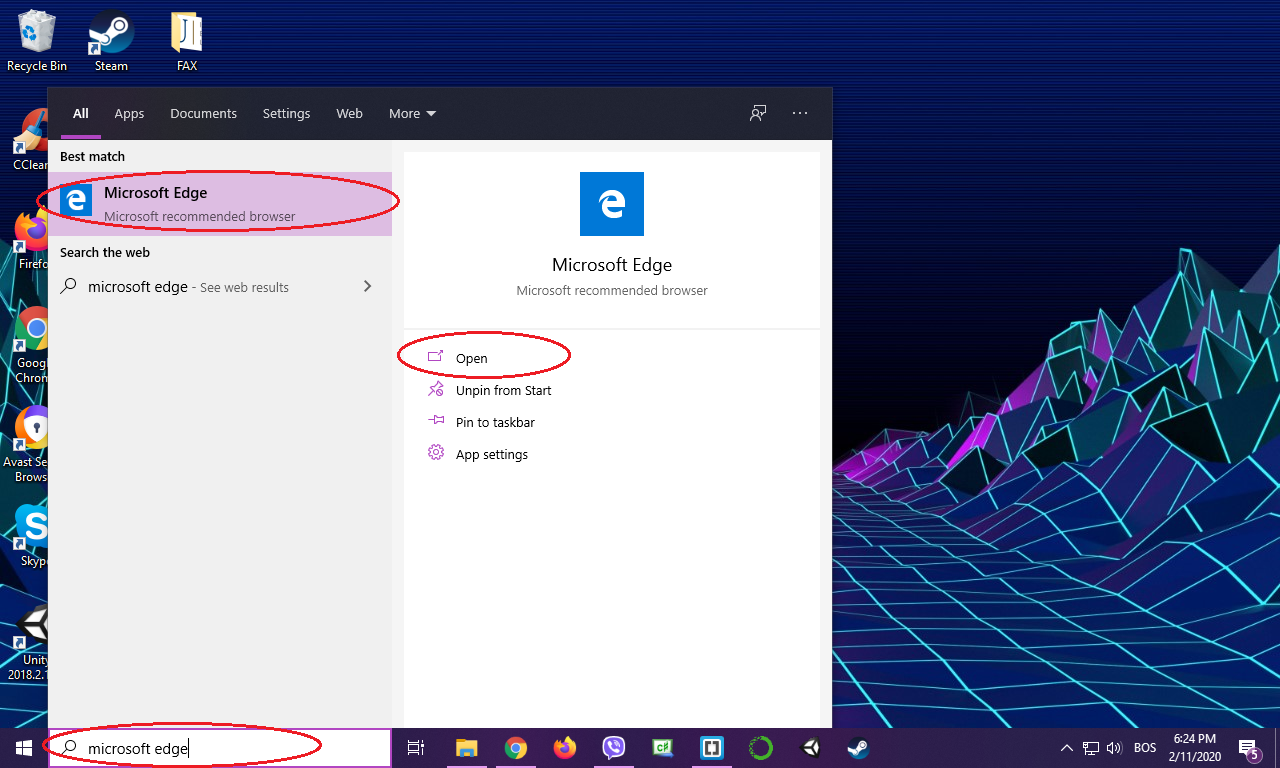 Recycle Bin
Steam
FAX
All
Apps
Documents
Settings
Web
More
Best match
Microsoft Edge
Microsoft recommended browser
Search the web
microsoft edge - See web results
Microsoft Edge
Microsoft recommended browser
Open
Unpin from Start
Pin to taskbar
App settings
CClean
Firefo
Googl
Chrom
Avast Se
Brows
Skype
Unity
2018.2.1
microsoft edge
BOS
6:24 PM
2/11/2020
5